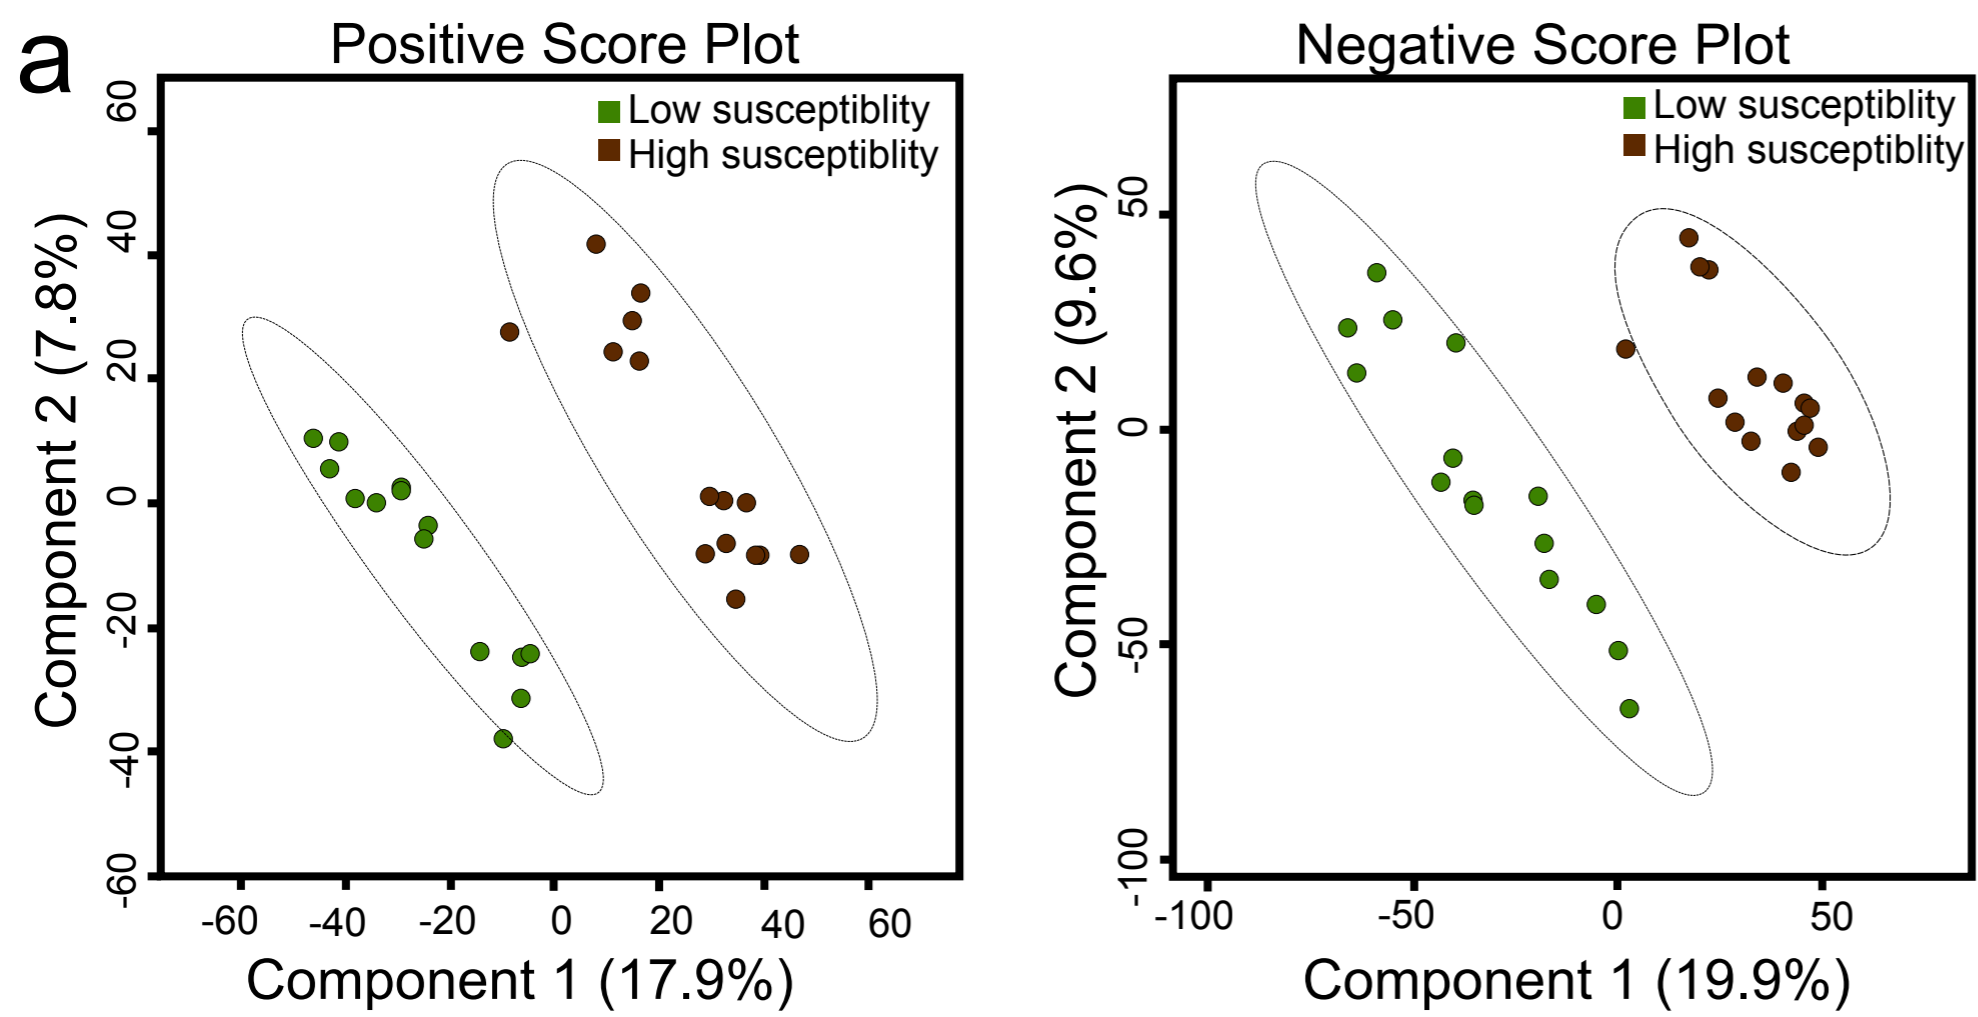 a
Positive Score Plot
Low susceptiblity
High susceptiblity
60
40
20
0
-20
-40
-60
Component 2 (7.8%)
-60 -40 -20 0 20 40 60
Component 1 (17.9%)
Negative Score Plot
Low susceptiblity
High susceptiblity
50
0
-50
-100
Component 2 (9.6%)
-100 -50 0 50
Component 1 (19.9%)